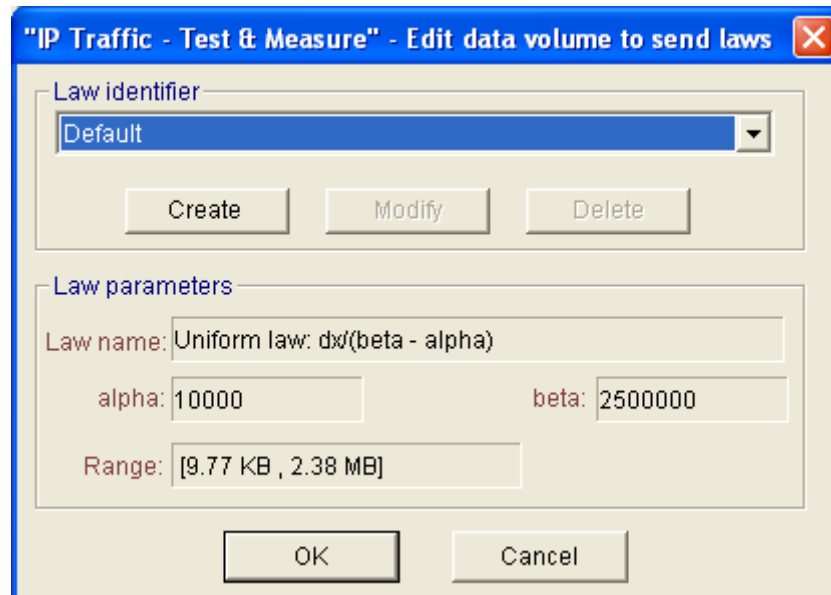 "IP Traffic - Test & Measure" - Edit data volume to send laws
Law identifier
Default
Create Modify Delete
Law parameters
Law name: Uniform law: dx/(beta - alpha)
alpha: 10000 beta: 2500000
Range: [9.77 KB , 2.38 MB]
OK Cancel